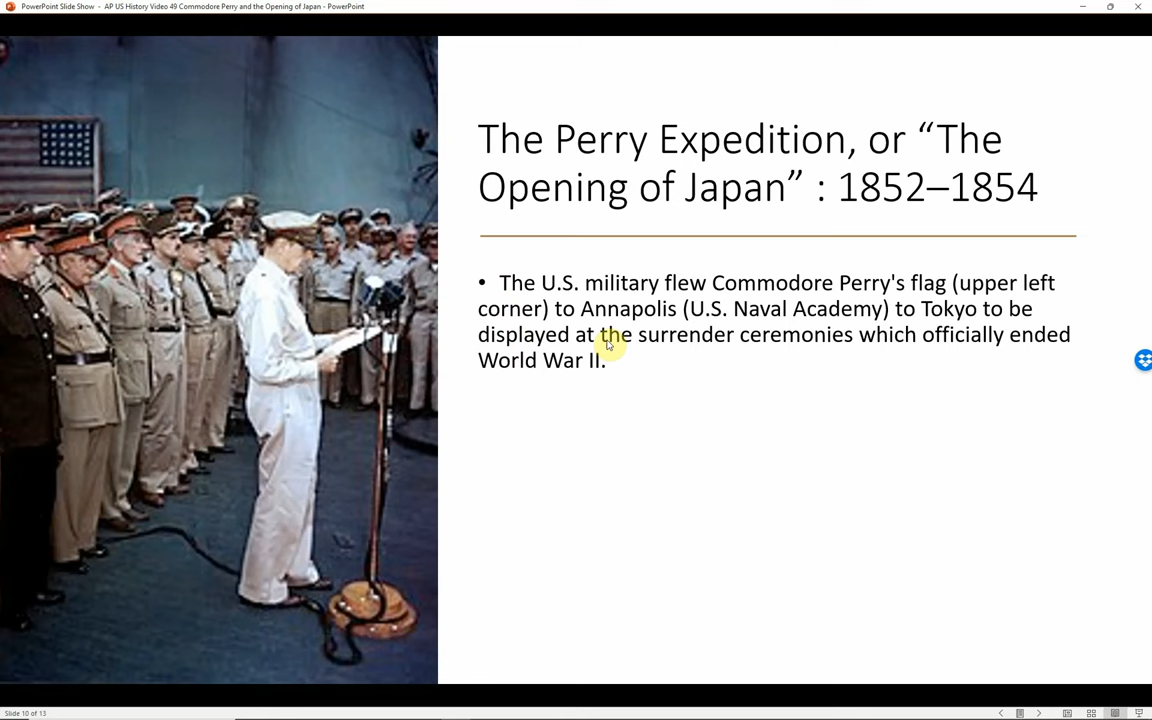 PowerPoint Slide Show - AP US History Video 49 Commodore Perry and the Opening of Japan - PowerPoint
The Perry Expedition, or “The
Opening of Japan” : 1852–1854
• The U.S. military flew Commodore Perry's flag (upper left
corner) to Annapolis (U.S. Naval Academy) to Tokyo to be
displayed at the surrender ceremonies which officially ended
World War II.
Slide 10 of 13